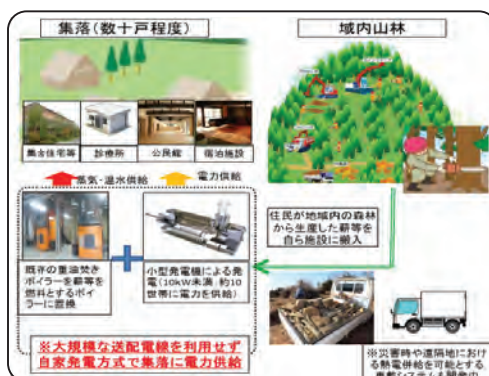 集落(数十戸程度)
域内山林
集合住宅等
診療所
公民館
宿泊施設
蒸気・温水供給
電力供給
既存の重油焚き
ボイラーを薪等を
燃料とするボイ
ラーに置換
小型発電機による発
電(10kW未満:約10
世帯に電力を供給)
住民が地域内の森林
から生産した薪等を
自ら施設に搬入
※大規模な送配電線を利用せず
自家発電方式で集落に電力供給
※災害時や遠隔地におけ
る熱電併給を可能とする